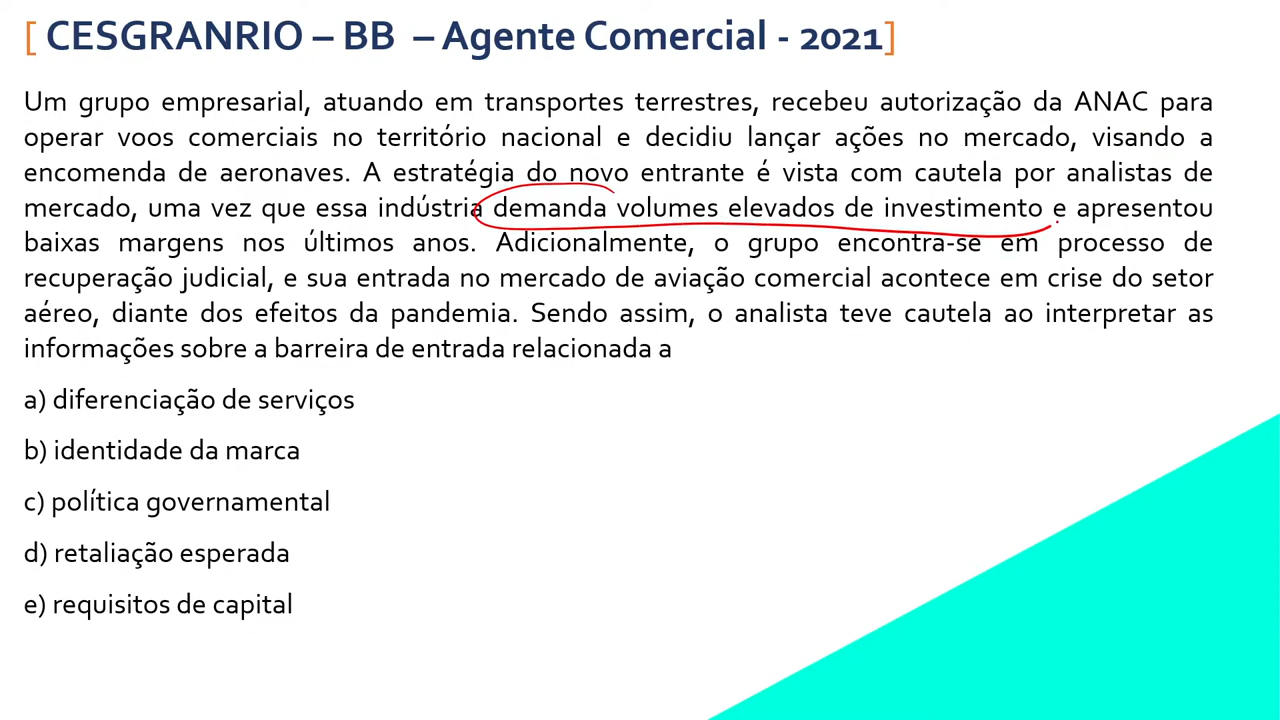 [ CESGRANRIO – BB – Agente Comercial - 2021]
Um grupo empresarial, atuando em transportes terrestres, recebeu autorização da ANAC para
operar voos comerciais no território nacional e decidiu lançar ações no mercado, visando a
encomenda de aeronaves. A estratégia do novo entrante é vista com cautela por analistas de
mercado, uma vez que essa indústria demanda volumes elevados de investimento e apresentou
baixas margens nos últimos anos. Adicionalmente, o grupo encontra-se em processo de
recuperação judicial, e sua entrada no mercado de aviação comercial acontece em crise do setor
aéreo, diante dos efeitos da pandemia. Sendo assim, o analista teve cautela ao interpretar as
informações sobre a barreira de entrada relacionada a
a) diferenciação de serviços
b) identidade da marca
c) política governamental
d) retaliação esperada
e) requisitos de capital